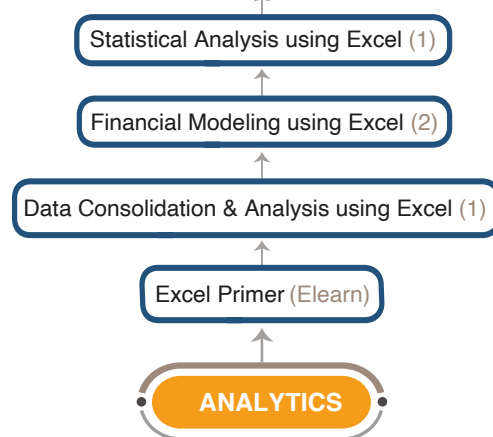 Statistical Analysis using Excel (1)
Financial Modeling using Excel (2)
Data Consolidation & Analysis using Excel (1)
Excel Primer (Elearn)
ANALYTICS